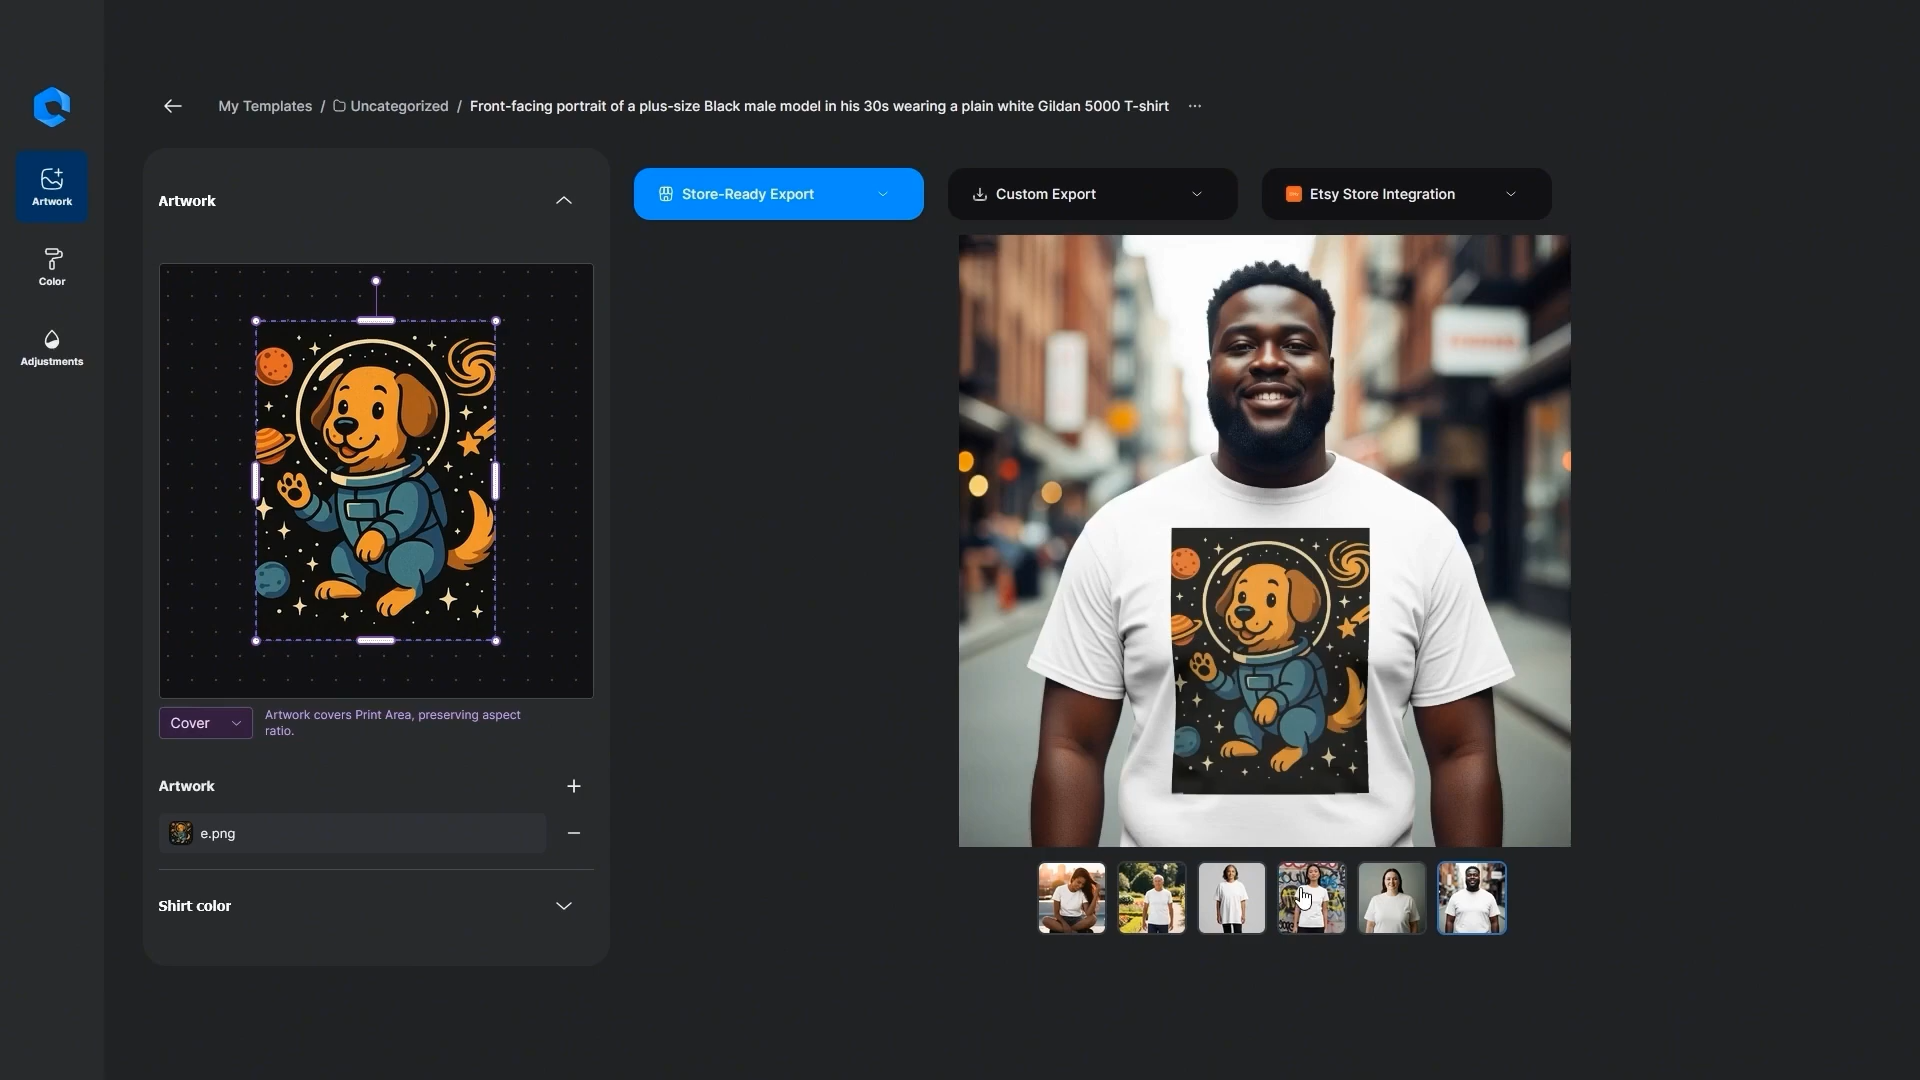 My Templates / Uncategorized / Front-facing portrait of a plus-size Black male model in his 30s wearing a plain white Gildan 5000 T-shirt ...
Artwork
Color
Adjustments
Artwork
Store-Ready Export
Custom Export
Etsy Store Integration
Cover
Artwork covers Print Area, preserving aspect
ratio.
Artwork
e.png
Shirt color